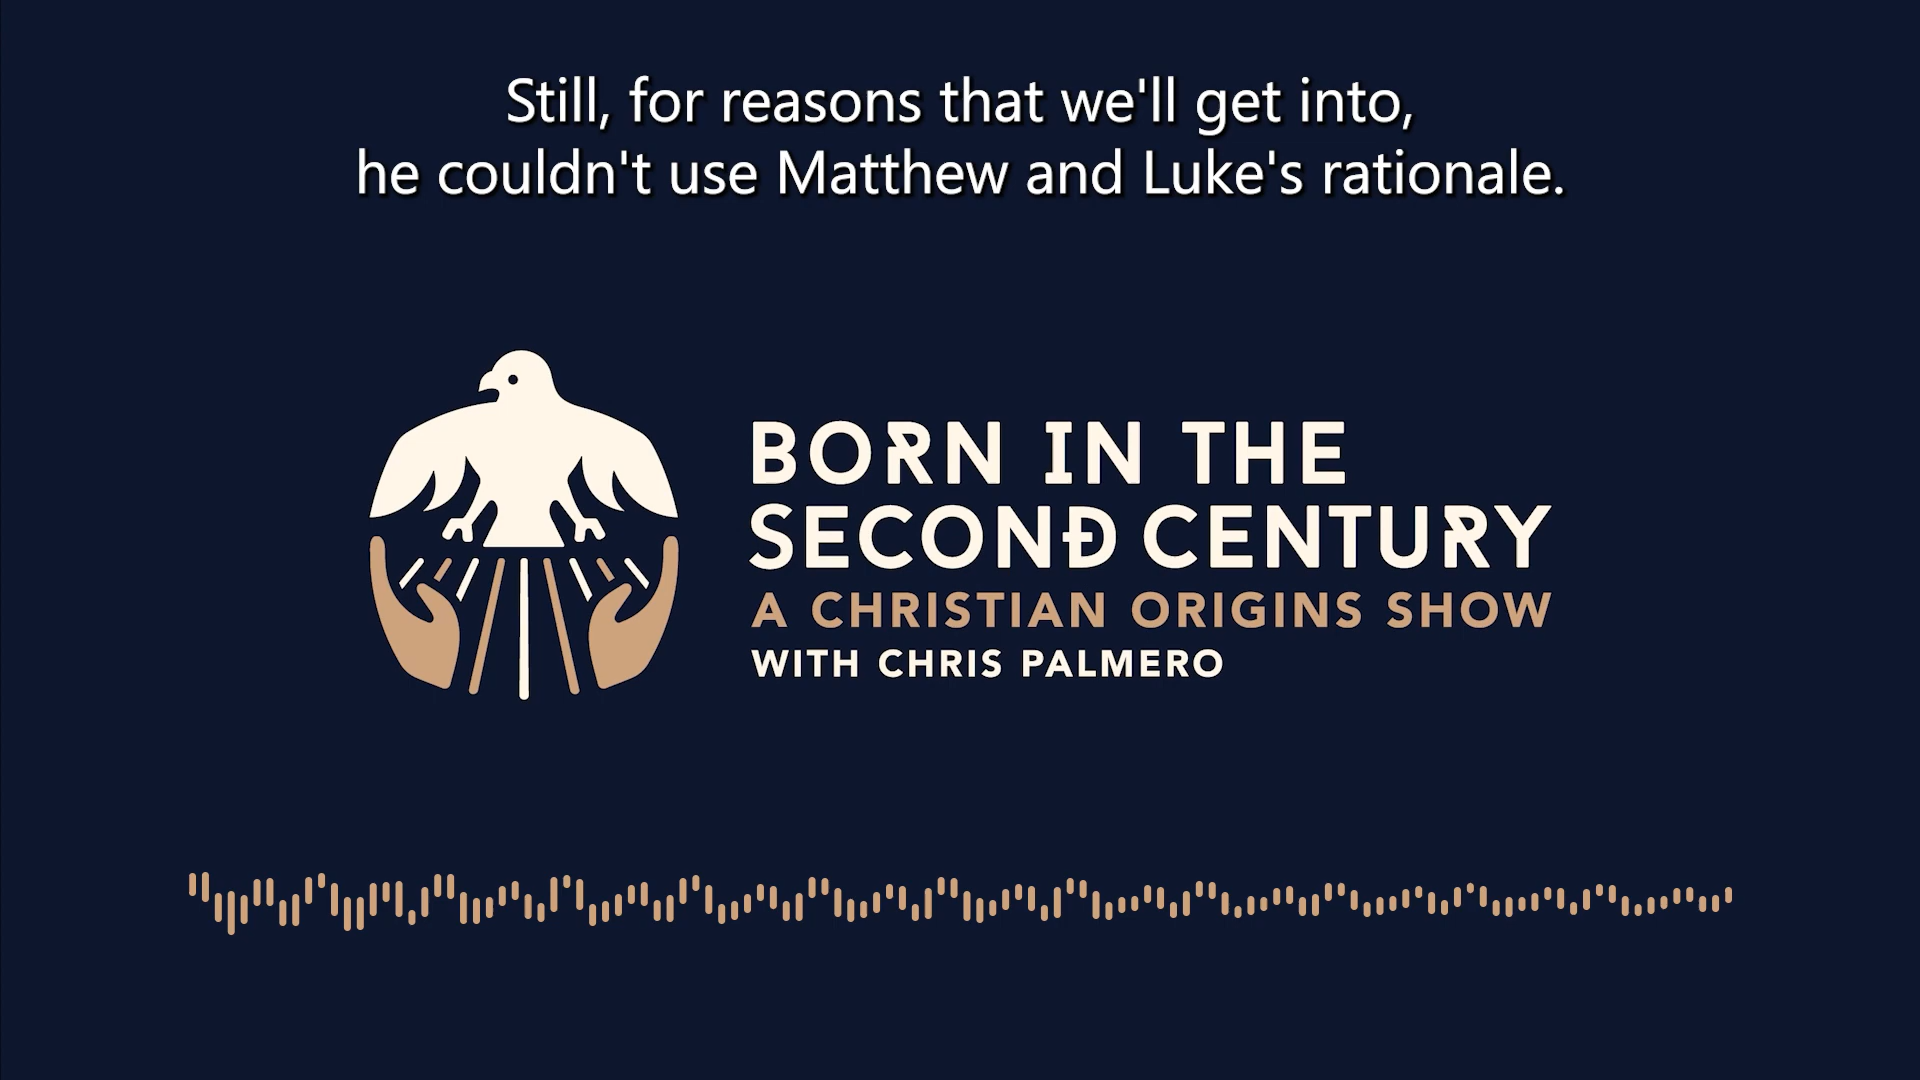 Still, for reasons that we'll get into,
he couldn't use Matthew and Luke's rationale.
BORN IN THE
SECOND CENTURY
A CHRISTIAN ORIGINS SHOW
WITH CHRIS PALMERO